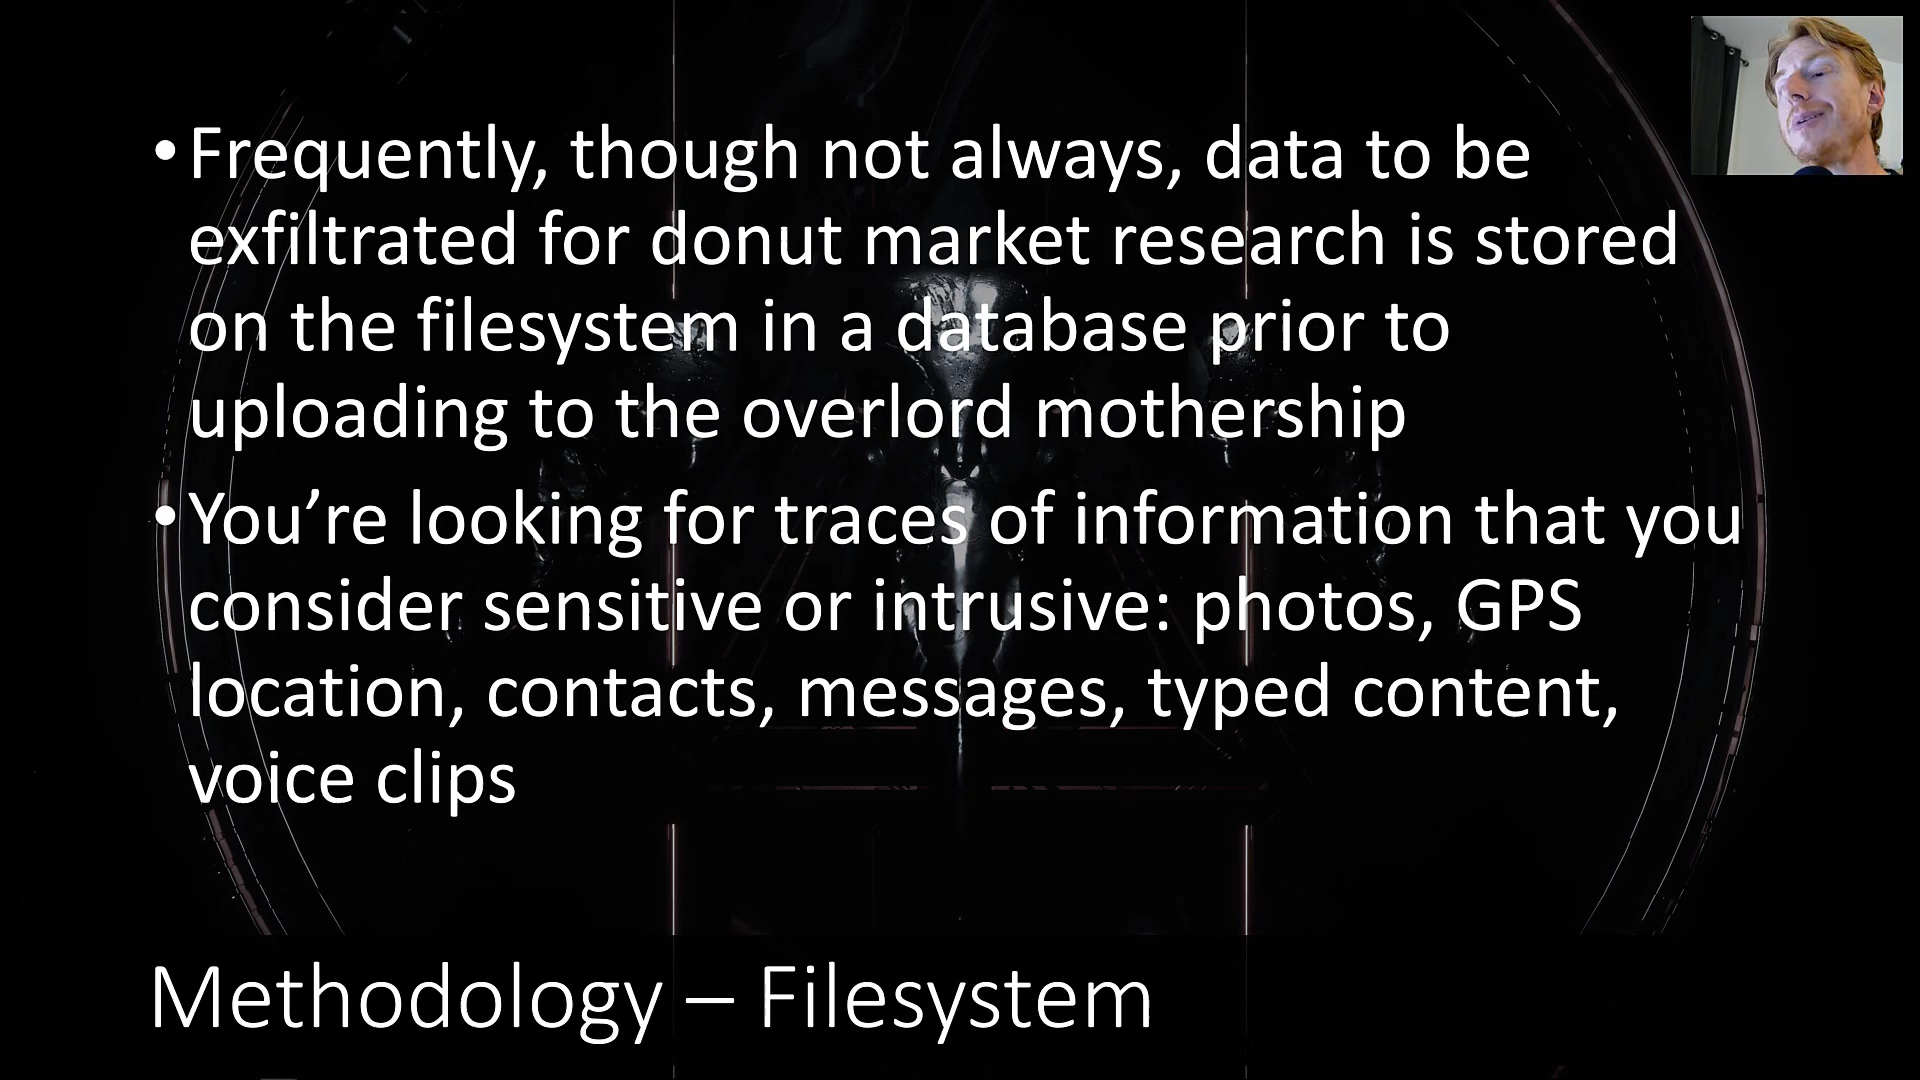 • Frequently, though not always, data to be
exfiltrated for donut market research is stored
on the filesystem in a database prior to
uploading to the overlord mothership
• You’re looking for traces of information that you
consider sensitive or intrusive: photos, GPS
location, contacts, messages, typed content,
voice clips
Methodology – Filesystem